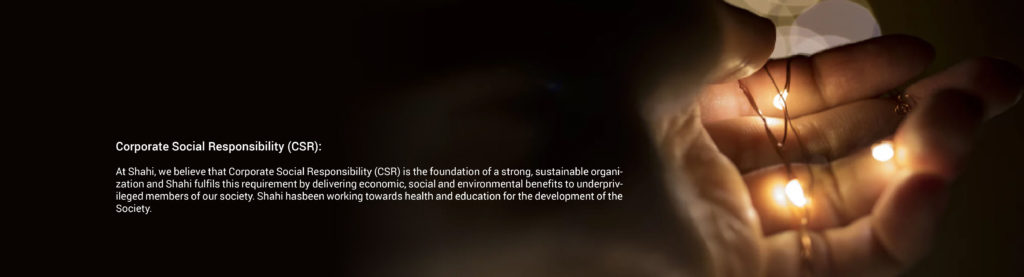 Corporate Social Responsibility (CSR):
At Shahi, we believe that Corporate Social Responsibility (CSR) is the foundation of a strong, sustainable organi-
zation and Shahi fulfils this requirement by delivering economic, social and environmental benefits to underpriv-
ileged members of our society. Shahi hasbeen working towards health and education for the development of the
Society.